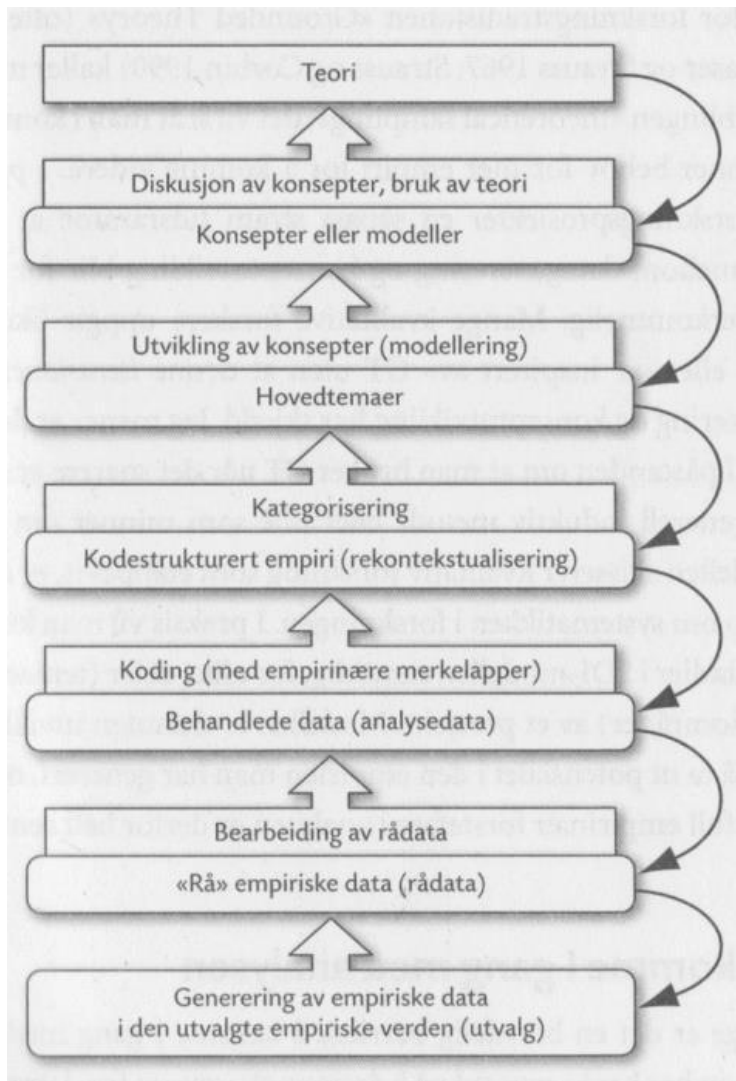 Teori
Diskusjon av konsepter, bruk av teori
Konsepter eller modeller
Utvikling av konsepter (modellering)
Hovedtemaer
Kategorisering
Kodestrukturert empiri (rekontekstualisering)
Koding (med empirinære merkelapper)
Behandlede data (analysedata)
Bearbeiding av rådata
«Rå» empiriske data (rådata)
Generering av empiriske data
i den utvalgte empiriske verden (utvalg)